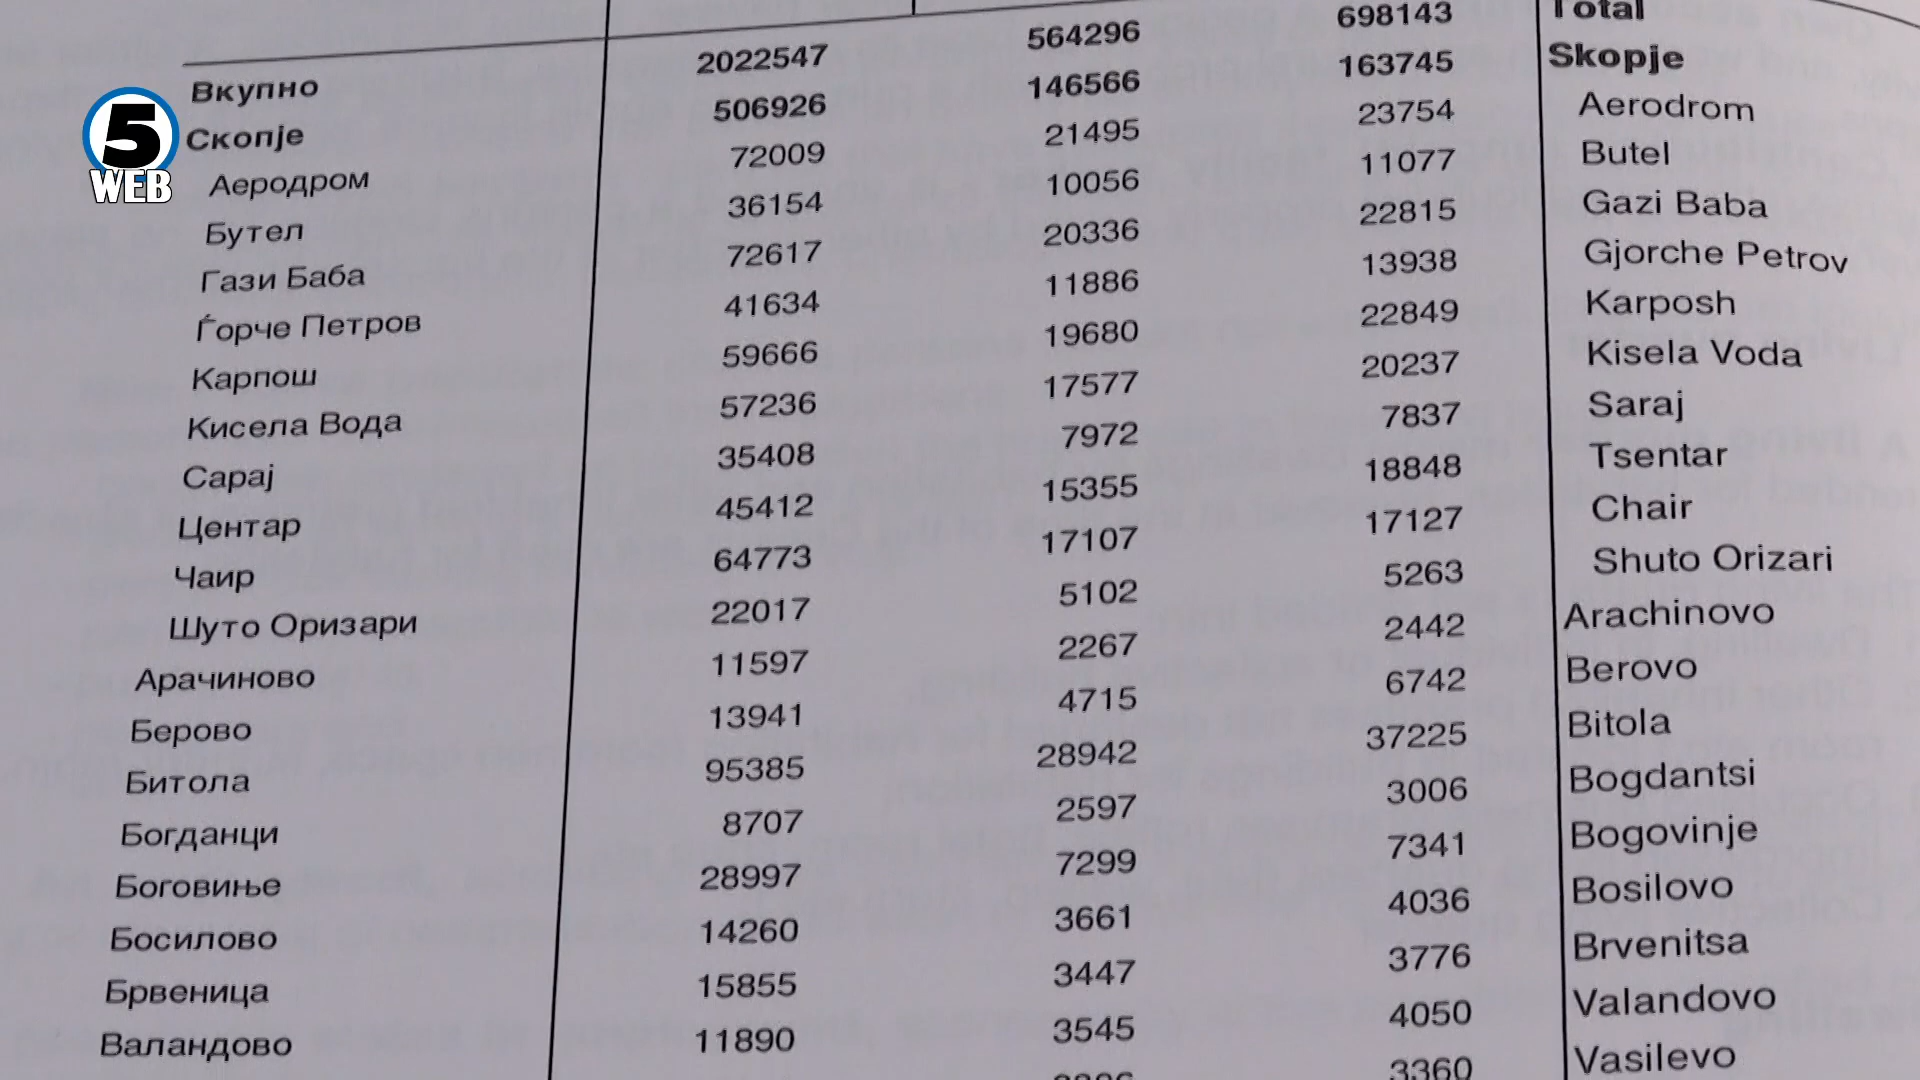 5
WEB
Вкупно 2022547 564296 698143 Total
Скопје 506926 146566 163745 Skopje
Аеродром 72009 21495 23754 Aerodrom
Бутел 36154 10056 11077 Butel
Гази Баба 72617 20336 22815 Gazi Baba
Ѓорче Петров 41634 11886 13938 Gjorche Petrov
Карпош 59666 19680 22849 Karposh
Кисела Вода 57236 17577 20237 Kisela Voda
Сарај 35408 7972 7837 Saraj
Центар 45412 15355 18848 Tsentar
Чаир 64773 17107 17127 Chair
Шуто Оризари 22017 5102 5263 Shuto Orizari
Арачиново 11597 2267 2442 Arachinovo
Берово 13941 4715 6742 Berovo
Битола 95385 28942 37225 Bitola
Богданци 8707 2597 3006 Bogdantsi
Боговиње 28997 7299 7341 Bogovinje
Босилово 14260 3661 4036 Bosilovo
Брвеница 15855 3447 3776 Brvenitsa
Валандово 11890 3545 4050 Valandovo
3360 Vasilevo